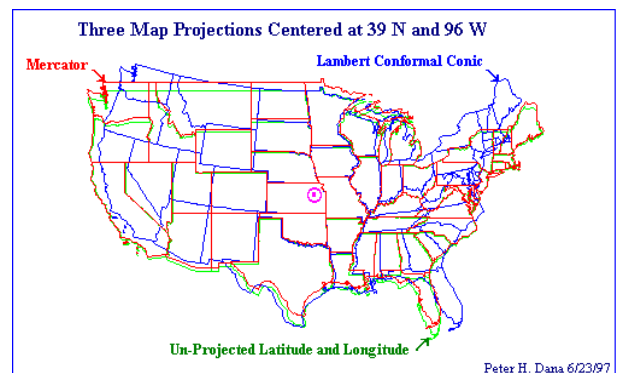 Three Map Projections Centered at 39 N and 96 W
Mercator
Lambert Conformal Conic
Un-Projected Latitude and Longitude
Peter H. Dana 6/23/97